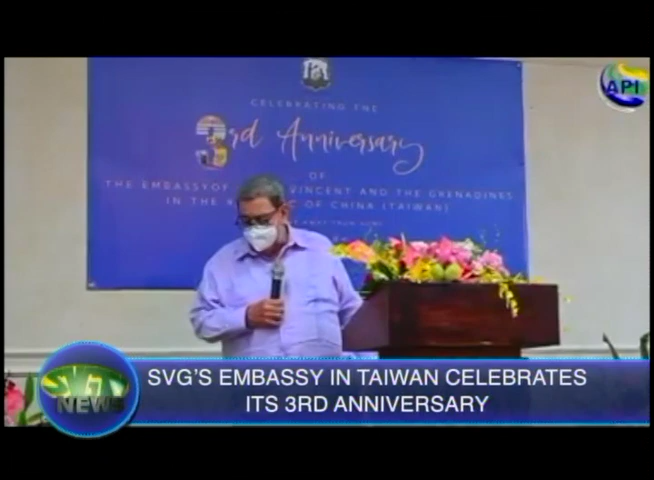 API
CELEBRATING THE
3rd Anniversary
OF
THE EMBASSY OF VINCENT AND THE GRENADINES
IN THE OF CHINA (TAIWAN)
SVGTV
NEWS
SVG'S EMBASSY IN TAIWAN CELEBRATES
ITS 3RD ANNIVERSARY